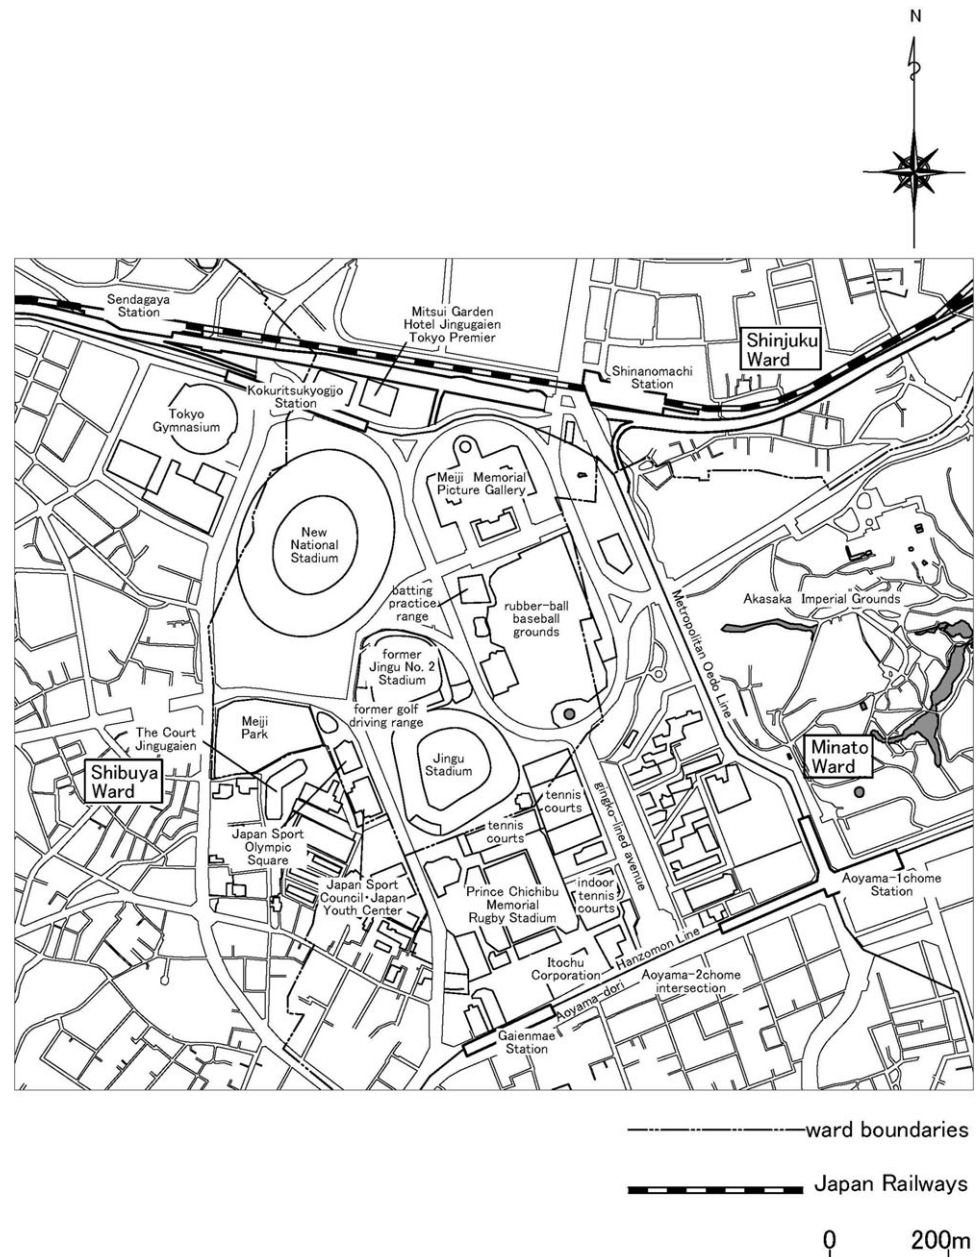 N
Sendagaya
Station
Mitsui Garden
Hotel Jingugaien
Tokyo Premier
Shinjuku
Ward
Shinanomachi
Station
Kokuritsukyogijo
Station
Tokyo
Gymnasium
Meiji Memorial
Picture Gallery
New
National
Stadium
batting
practice
range
rubber-ball
baseball
grounds
Akasaka Imperial Grounds
Metropolitan Oedo Line
former
Jingu No. 2
Stadium
former golf
driving range
Meiji
Park
The Court
Jingugaien
Jingu
Stadium
Shibuya
Ward
Minato
Ward
tennis
courts
gingko-lined avenue
tennis
courts
Japan Sport
Olympic
Square
Japan Sport
Council・Japan
Youth Center
Prince Chichibu
Memorial
Rugby Stadium
indoor
tennis
courts
Aoyama-1chome
Station
Itochu
Corporation
Hanzomon Line
Aoyama-2chome
intersection
Aoyama-dori
Gaienmae
Station
ward boundaries
Japan Railways
0 200m